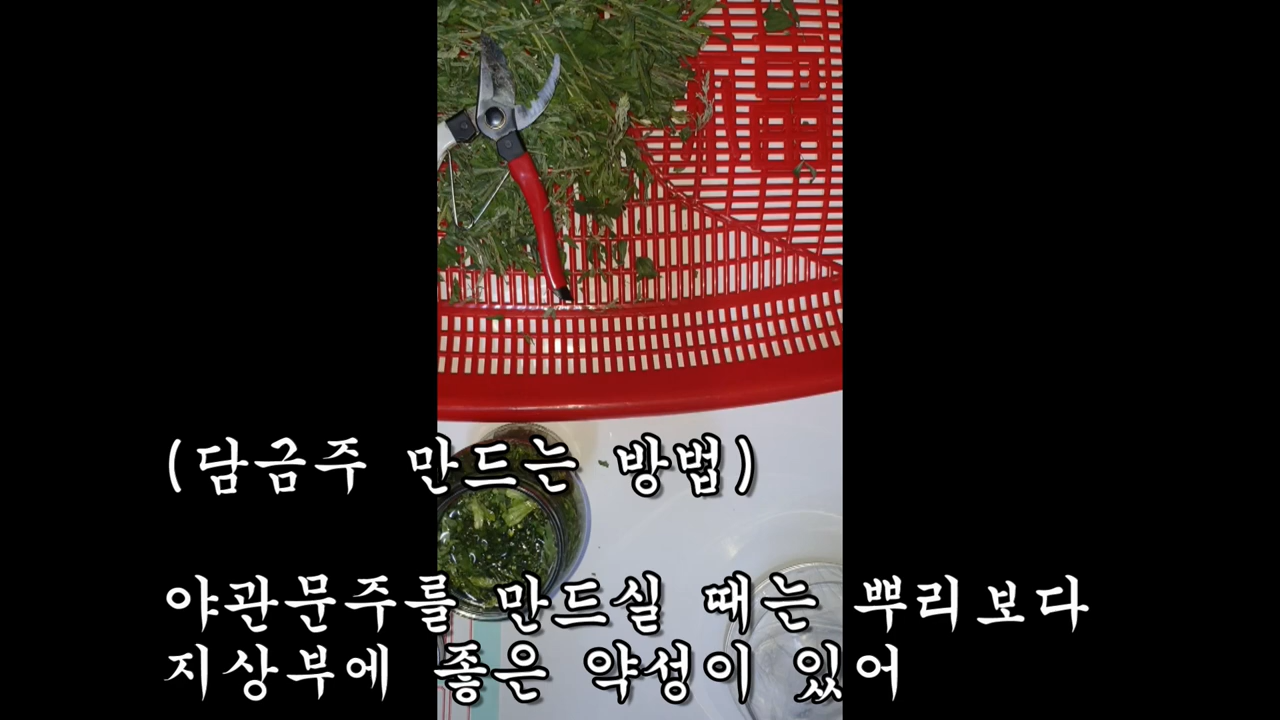 (담금주 만드는 방법)
야관문주를 만드실 때는 뿌리보다
지상부에 좋은 약성이 있어